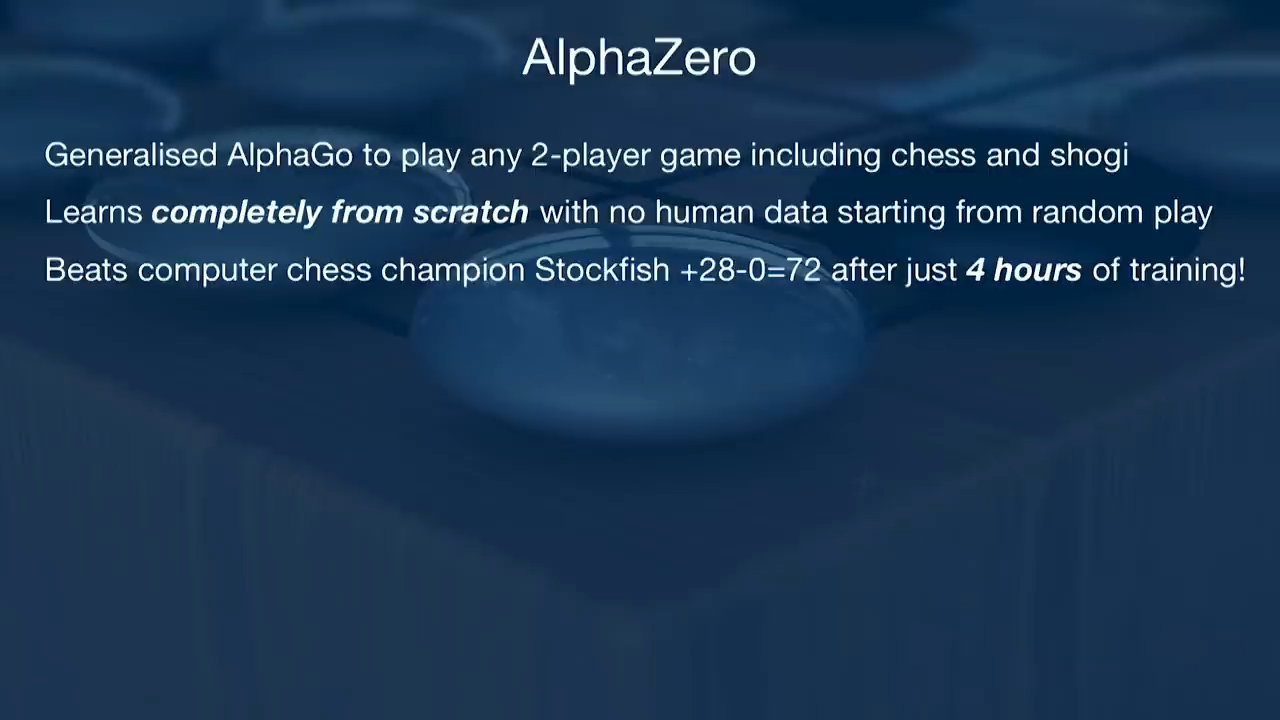 AlphaZero
Generalised AlphaGo to play any 2-player game including chess and shogi
Learns completely from scratch with no human data starting from random play
Beats computer chess champion Stockfish +28-0=72 after just 4 hours of training!